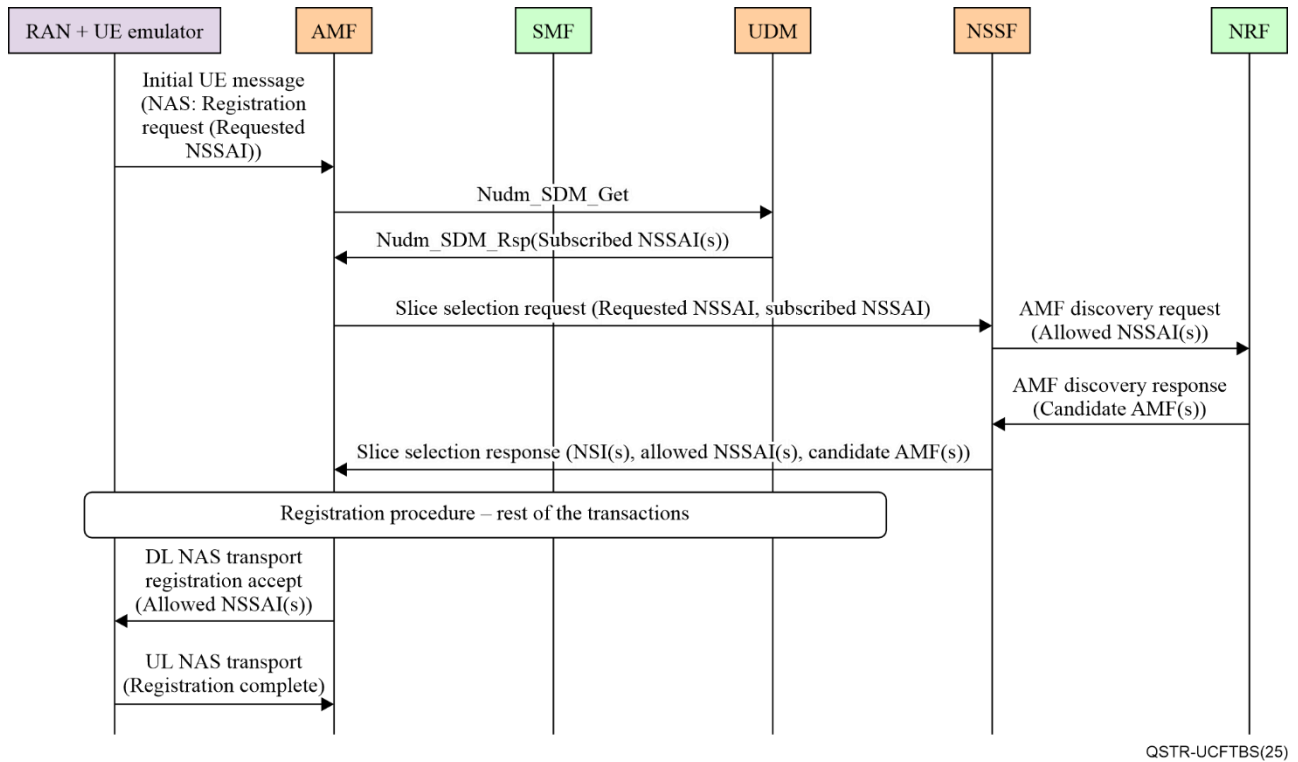 RAN + UE emulator
AMF
SMF
UDM
NSSF
NRF
Initial UE message
(NAS: Registration
request (Requested
NSSAI))
Nudm_SDM_Get
Nudm_SDM_Rsp(Subscribed NSSAI(s))
Slice selection request (Requested NSSAI, subscribed NSSAI)
AMF discovery request
(Allowed NSSAI(s))
AMF discovery response
(Candidate AMF(s))
Slice selection response (NSI(s), allowed NSSAI(s), candidate AMF(s))
Registration procedure – rest of the transactions
DL NAS transport
registration accept
(Allowed NSSAI(s))
UL NAS transport
(Registration complete)
QSTR-UCFTBS(25)